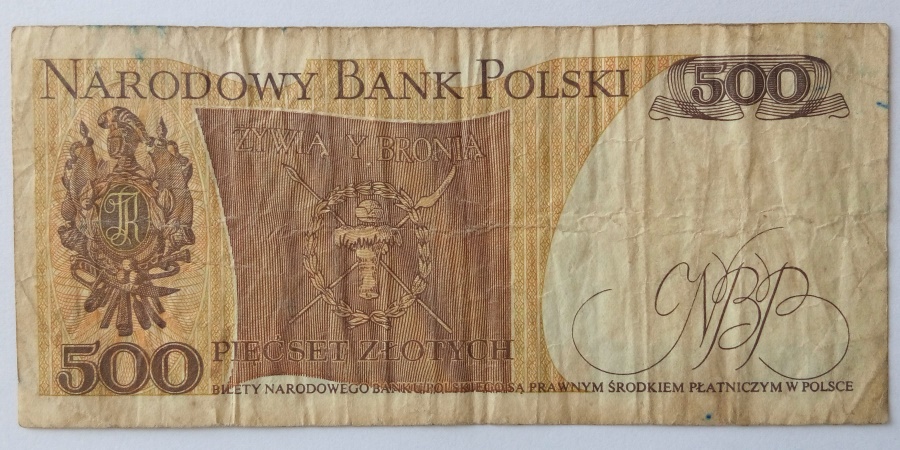 NARODOWY BANK POLSKI
500
ŻYWIĄ Y BRONIĄ
TK
NBP
500
PIĘĆSET ZŁOTYCH
BILETY NARODOWEGO BANKU POLSKIEGO SĄ PRAWNYM ŚRODKIEM PŁATNICZYM W POLSCE